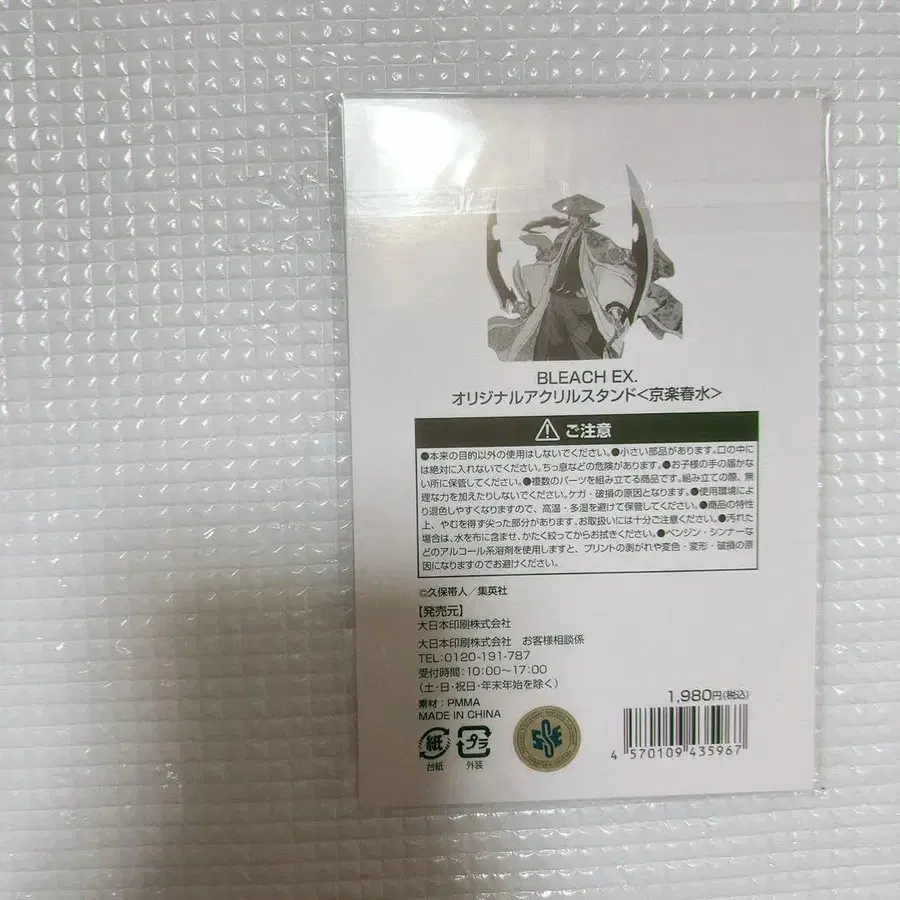 BLEACH EX.
オリジナルアクリルスタンド<京楽春水>
ご注意
●本来の目的以外の使用はしないでください。●小さい部品があります。口の中に
は絶対に入れないでください。ちっ息などの危険があります。●お子様の手の届かな
い所に保管してください。●複数のパーツを組み立てる商品です。組み立ての際、無
理な力を加えたりしないでください。ケガ・破損の原因となります。●使用環境によ
り退色しやすくなりますので、高温・多湿を避けて保管してください。●商品の特性
上、やむを得ず尖った部分があります。お取扱いには十分ご注意ください。●汚れた
場合は、水を布に含ませ、かたく絞ってからお拭きください。●ベンジン・シンナーな
どのアルコール系溶剤を使用しますと、プリントの剥がれや変色・変形・破損の原
因になりますのでお避けください。
©久保帯人／集英社
【発売元】
大日本印刷株式会社
大日本印刷株式会社 お客様相談係
TEL:0120-191-787
受付時間:10:00〜17:00
(土・日・祝日・年末年始を除く)
素材:PMMA
MADE IN CHINA
1,980円(税込)
紙
台紙
プラ
外装
4 570109 435967